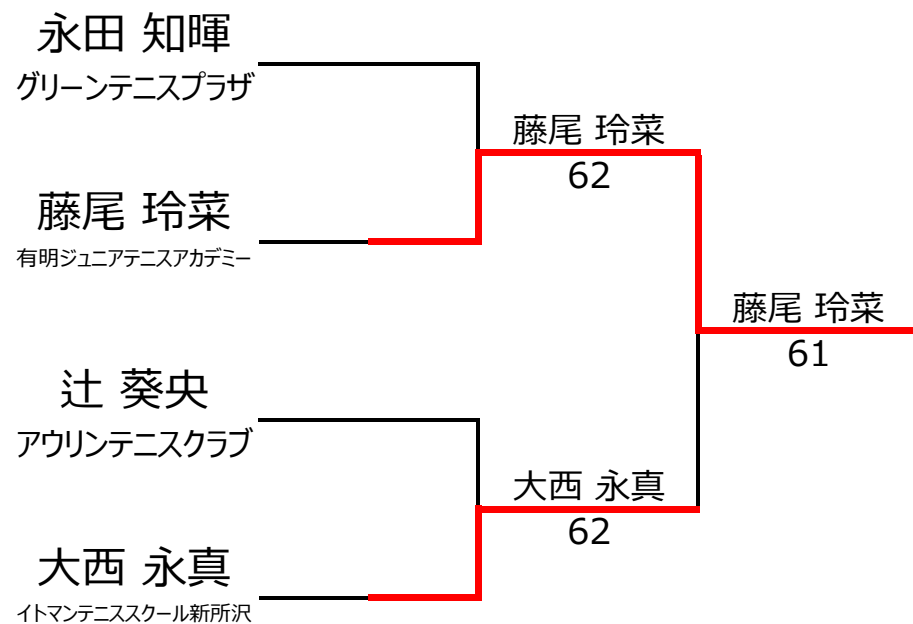 永田 知暉
グリーンテニスプラザ
藤尾 玲菜
62
藤尾 玲菜
有明ジュニアテニスアカデミー
藤尾 玲菜
61
辻 葵央
アウリンテニスクラブ
大西 永真
62
大西 永真
イトマンテニススクール新所沢